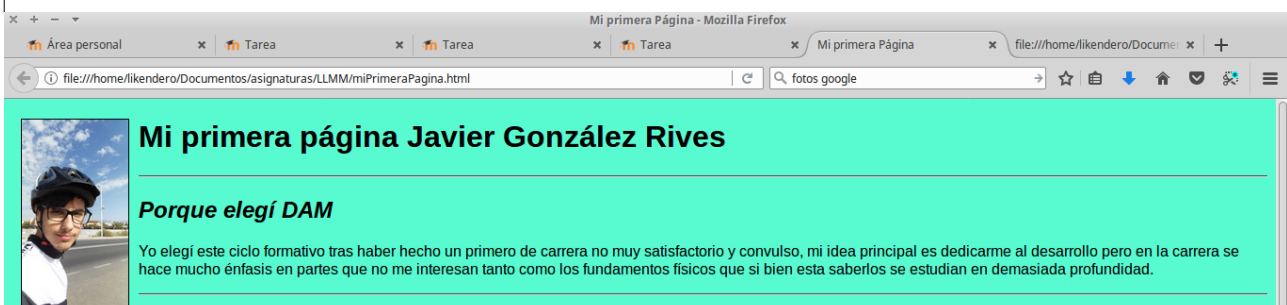 Mi primera Página - Mozilla Firefox
Área personal Tarea Tarea Tarea Mi primera Página file:///home/likendero/Documen
file:///home/likendero/Documentos/asignaturas/LLMM/miPrimeraPagina.html fotos google
Mi primera página Javier González Rives
Porque elegí DAM
Yo elegí este ciclo formativo tras haber hecho un primero de carrera no muy satisfactorio y convulso, mi idea principal es dedicarme al desarrollo pero en la carrera se
hace mucho énfasis en partes que no me interesan tanto como los fundamentos físicos que si bien esta saberlos se estudian en demasiada profundidad.